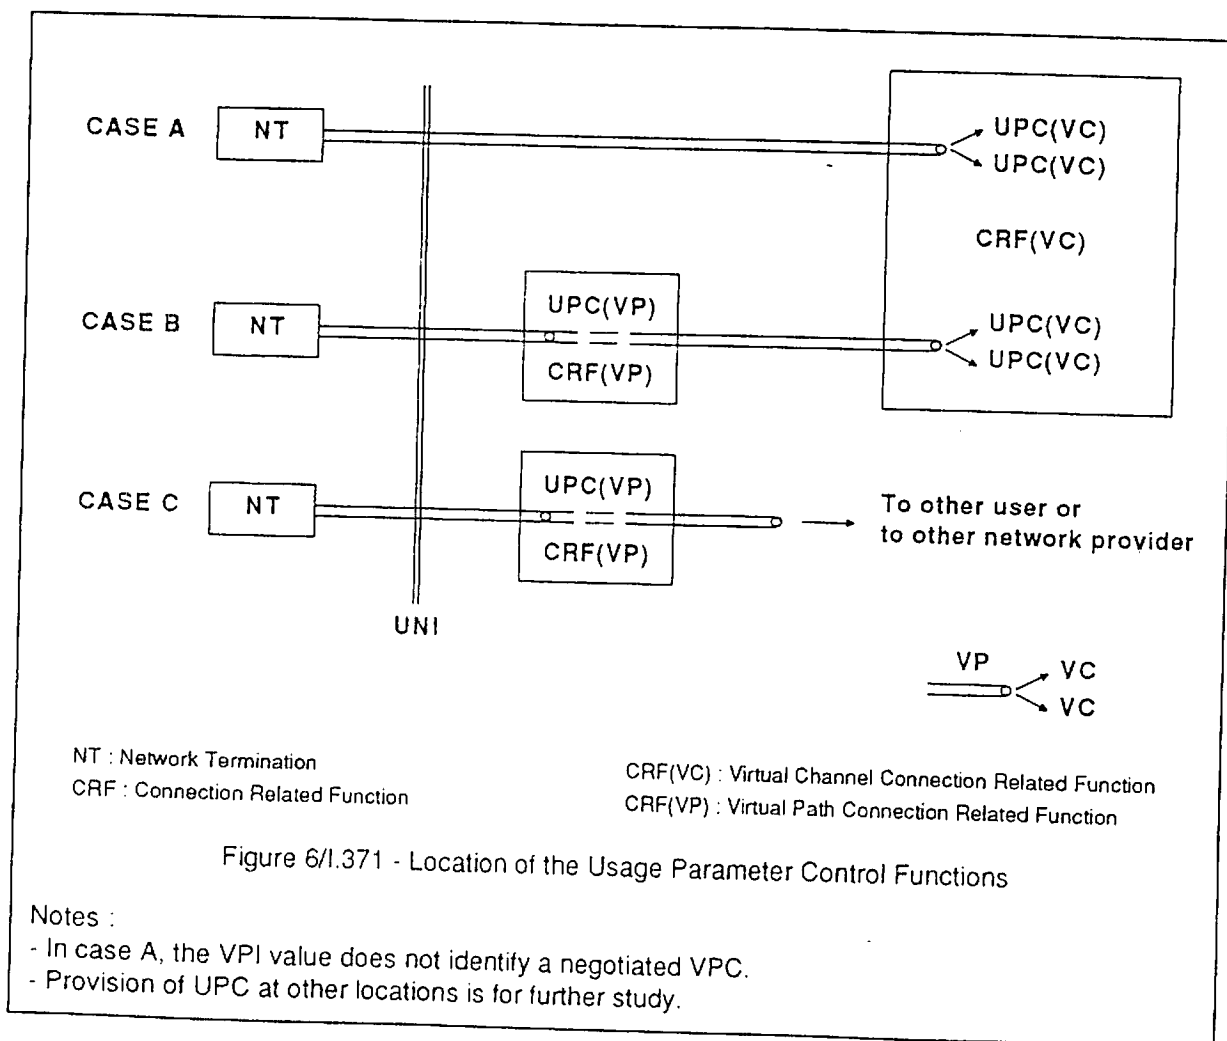 CASE A
NT
UPC(VC)
UPC(VC)
CRF(VC)
CASE B
NT
UPC(VP)
CRF(VP)
UPC(VC)
UPC(VC)
CASE C
NT
UPC(VP)
CRF(VP)
To other user or
to other network provider
UNI
VP
VC
VC
NT : Network Termination
CRF : Connection Related Function
CRF(VC) : Virtual Channel Connection Related Function
CRF(VP) : Virtual Path Connection Related Function
Figure 6/I.371 - Location of the Usage Parameter Control Functions
Notes :
- In case A, the VPI value does not identify a negotiated VPC.
- Provision of UPC at other locations is for further study.